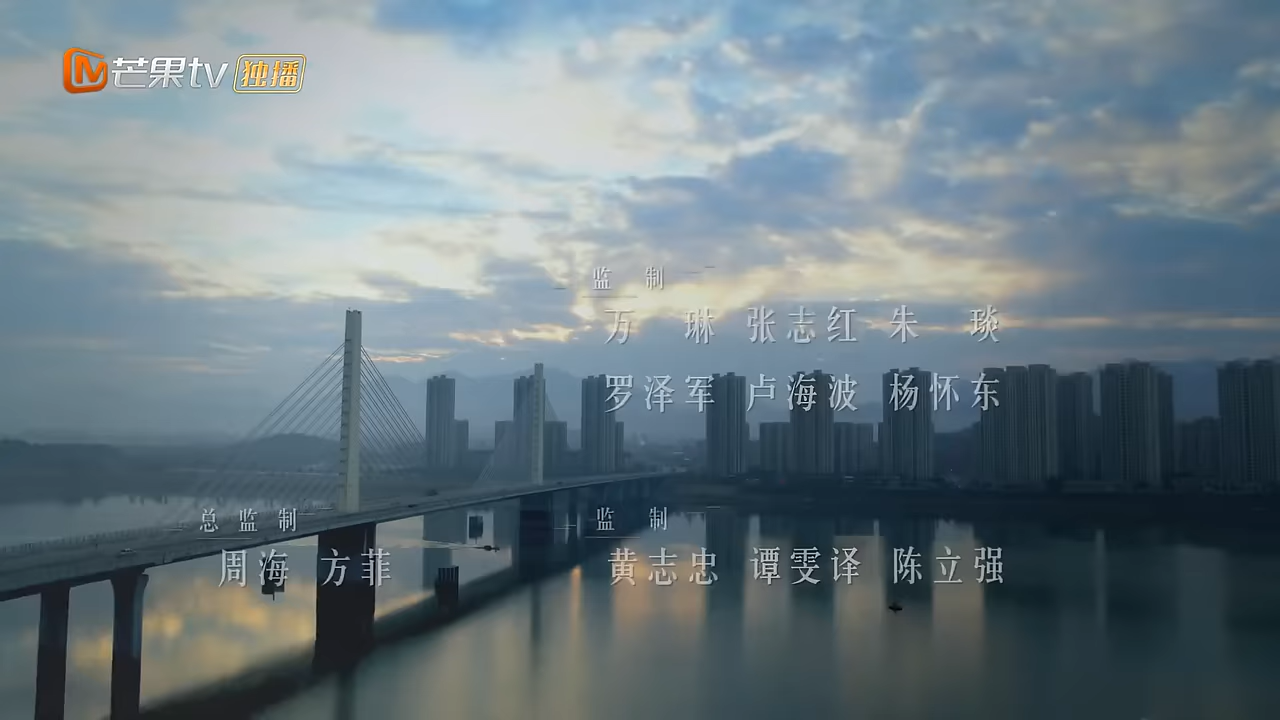 芒果tv 独播
监制
万琳 张志红 朱琰
罗泽军 卢海波 杨怀东
总监制
周海 方菲
监制
黄志忠 谭雯译 陈立强